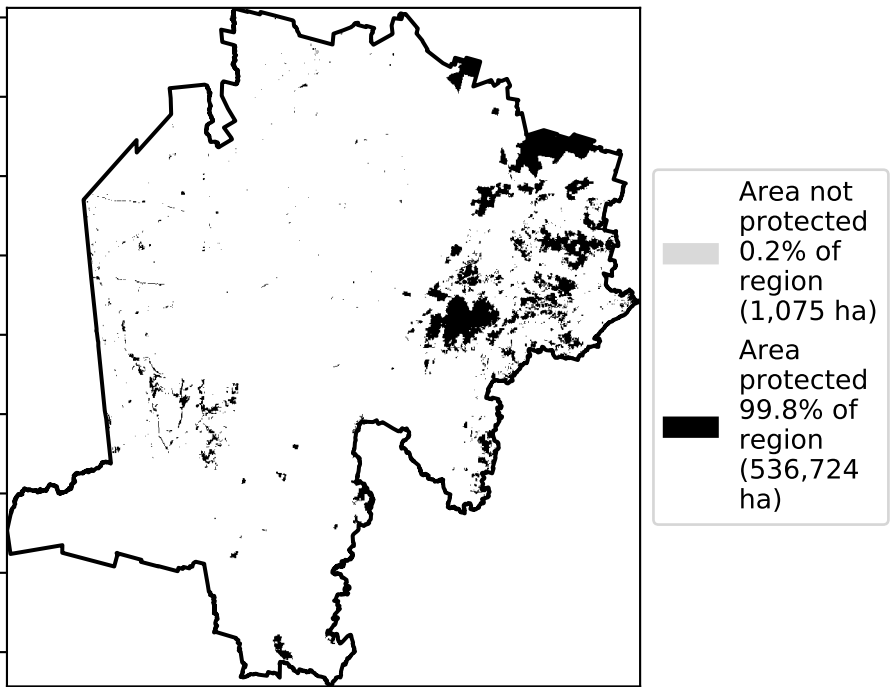 Area not
protected
0.2% of
region
(1,075 ha)
Area
protected
99.8% of
region
(536,724
ha)